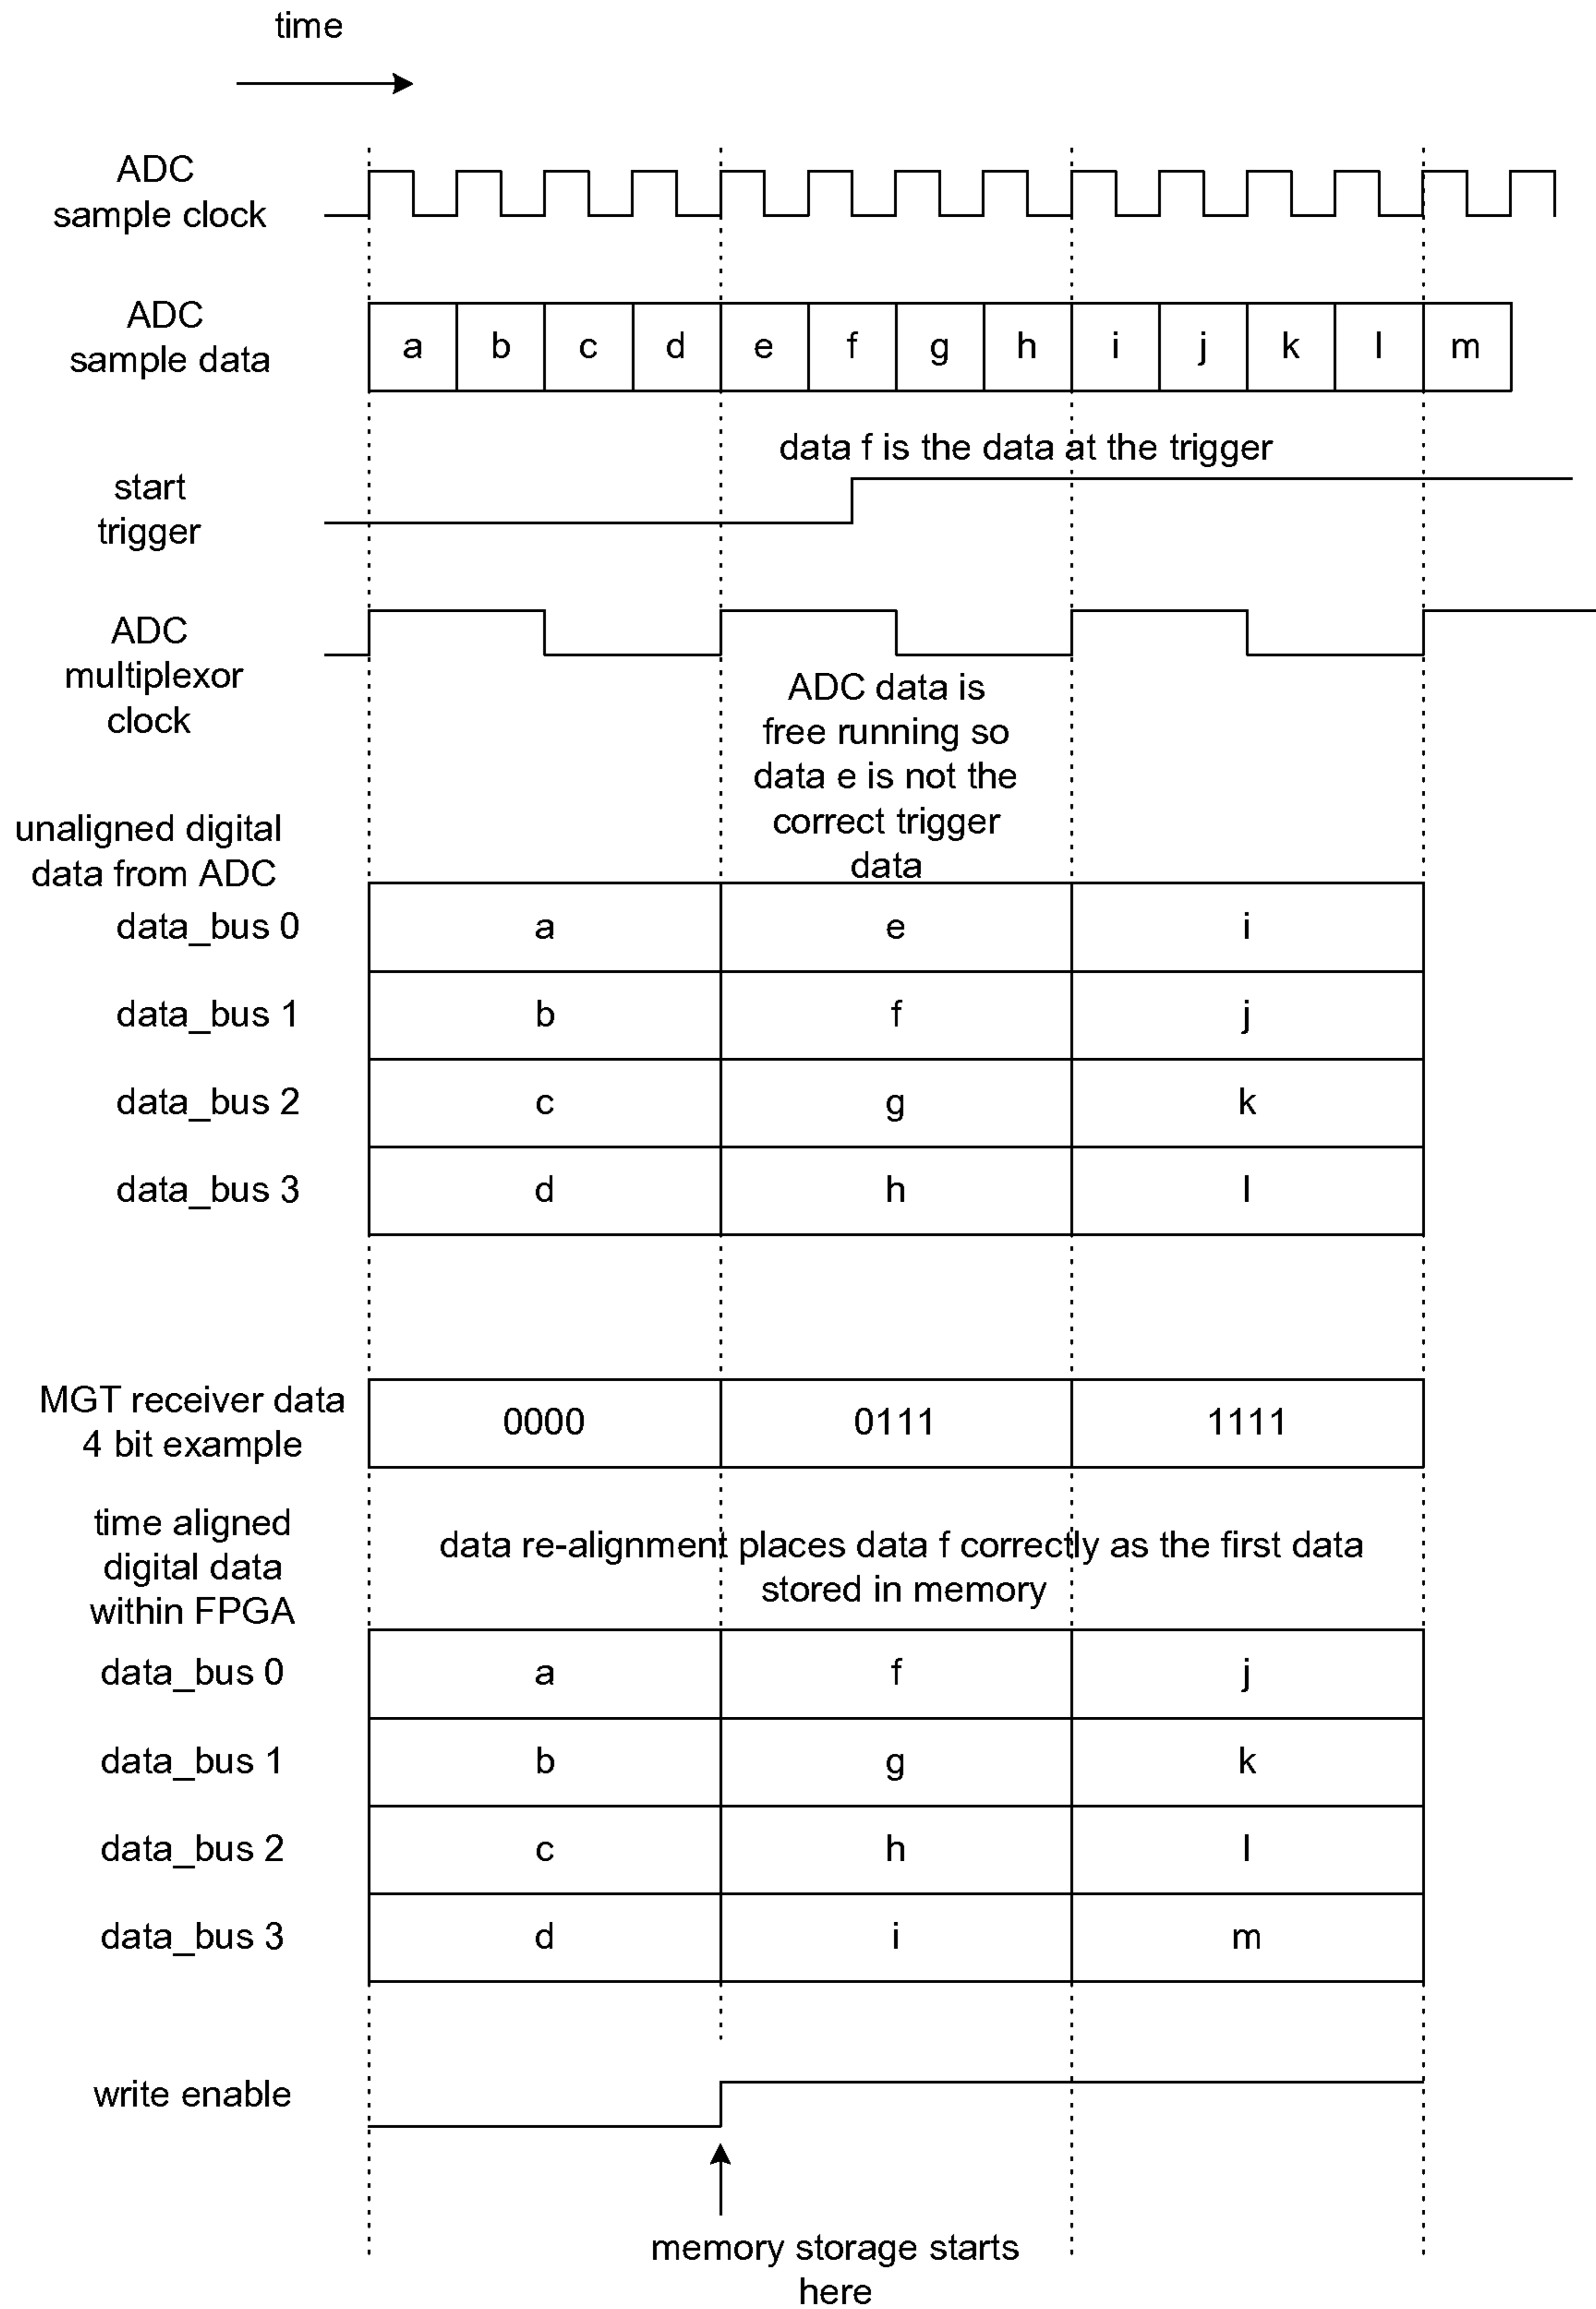 time
ADC
sample clock
ADC
sample data
a b c d e f g h i j k l m
data f is the data at the trigger
start
trigger
ADC
multiplexor
clock
ADC data is
free running so
data e is not the
correct trigger
data
unaligned digital
data from ADC
data_bus 0 a e i
data_bus 1 b f j
data_bus 2 c g k
data_bus 3 d h l
MGT receiver data
4 bit example
0000 0111 1111
time aligned
digital data
within FPGA
data re-alignment places data f correctly as the first data
stored in memory
data_bus 0 a f j
data_bus 1 b g k
data_bus 2 c h l
data_bus 3 d i m
write enable
memory storage starts
here